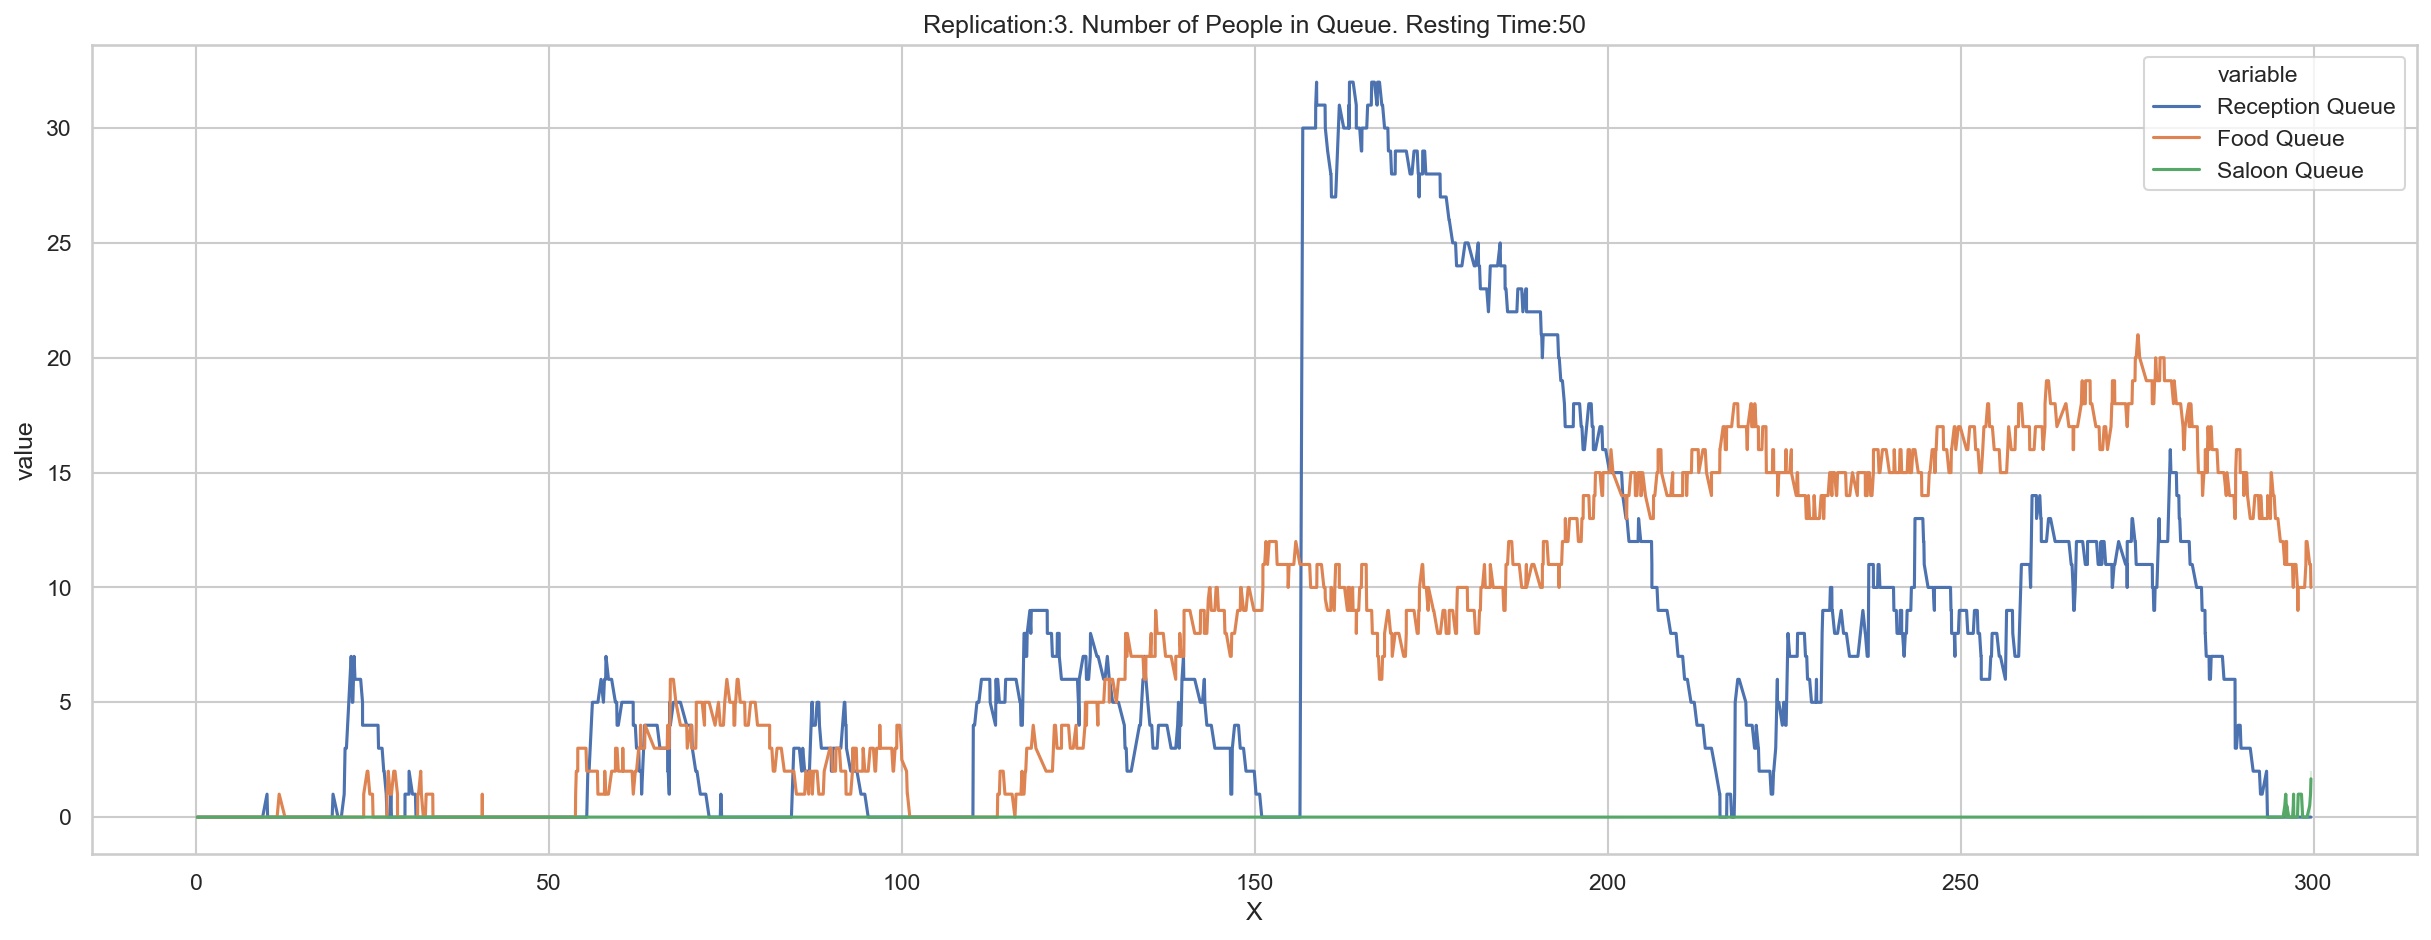 Replication:3. Number of People in Queue. Resting Time:50
variable
Reception Queue
Food Queue
Saloon Queue
value
30
25
20
15
10
5
0
0 50 100 150 200 250 300
X